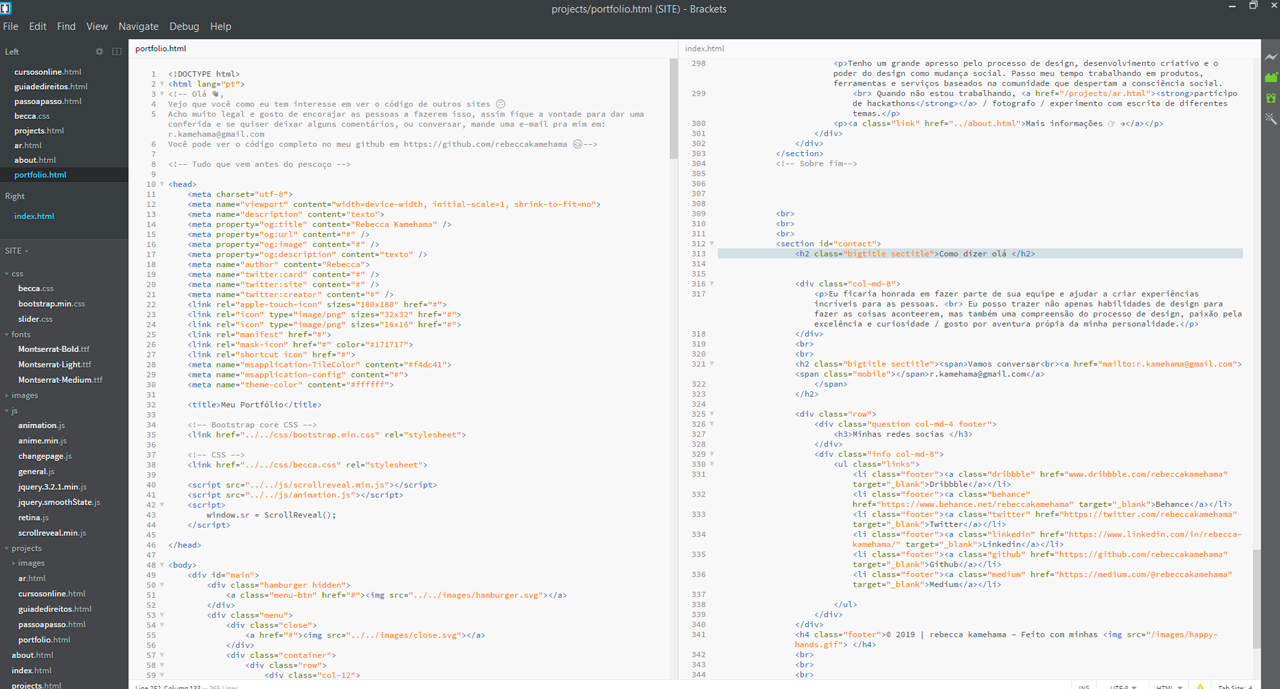 projects/portfolio.html (SITE) - Brackets
File Edit Find View Navigate Debug Help
Left
cursosonline.html
guiadedireitos.html
passoapasso.html
becca.css
projects.html
ar.html
about.html
portfolio.html
Right
index.html
SITE
css
becca.css
bootstrap.min.css
slider.css
fonts
Montserrat-Bold.ttf
Montserrat-Light.ttf
Montserrat-Medium.ttf
images
js
animation.js
anime.min.js
changepage.js
general.js
jquery.3.2.1.min.js
jquery.smoothState.js
retina.js
scrollreveal.min.js
projects
images
ar.html
cursosonline.html
guiadedireitos.html
passoapasso.html
portfolio.html
about.html
index.html
projects.html
portfolio.html
1 <!DOCTYPE html>
2 <html lang="pt">
3 <!-- Olá 👋,
4 Vejo que você como eu tem interesse em ver o código de outros sites 🙃
5 Acho muito legal e gosto de encorajar as pessoas a fazerem isso, assim fique a vontade para dar uma
conferida e se quiser deixar alguns comentários, ou conversar, mande uma e-mail pra mim em:
r.kamehama@gmail.com
6 Você pode ver o código completo no meu github em https://github.com/rebeccakamehama 😉-->
7
8 <!-- Tudo que vem antes do pescoço -->
9
10 <head>
11 <meta charset="utf-8">
12 <meta name="viewport" content="width=device-width, initial-scale=1, shrink-to-fit=no">
13 <meta name="description" content="texto">
14 <meta property="og:title" content="Rebecca Kamehama" />
15 <meta property="og:url" content="#" />
16 <meta property="og:image" content="#" />
17 <meta property="og:description" content="texto" />
18 <meta name="author" content="Rebecca">
19 <meta name="twitter:card" content="#" />
20 <meta name="twitter:site" content="#" />
21 <meta name="twitter:creator" content="#" />
22 <link rel="apple-touch-icon" sizes="180x180" href="#">
23 <link rel="icon" type="image/png" sizes="32x32" href="#">
24 <link rel="icon" type="image/png" sizes="16x16" href="#">
25 <link rel="manifest" href="#">
26 <link rel="mask-icon" href="#" color="#171717">
27 <link rel="shortcut icon" href="#">
28 <meta name="msapplication-TileColor" content="#f4dc41">
29 <meta name="msapplication-config" content="#">
30 <meta name="theme-color" content="#ffffff">
31
32 <title>Meu Portfólio</title>
33
34 <!-- Bootstrap core CSS -->
35 <link href="../../css/bootstrap.min.css" rel="stylesheet">
36
37 <!-- CSS -->
38 <link href="../../css/becca.css" rel="stylesheet">
39
40 <script src="../../js/scrollreveal.min.js"></script>
41 <script src="../../js/animation.js"></script>
42 <script>
43 window.sr = ScrollReveal();
44 </script>
45
46 </head>
47
48 <body>
49 <div id="main">
50 <div class="hamburger hidden">
51 <a class="menu-btn" href="#"><img src="../../images/hamburger.svg"></a>
52 </div>
53 <div class="menu">
54 <div class="close">
55 <a href="#"><img src="../../images/close.svg"></a>
56 </div>
57 <div class="container">
58 <div class="row">
59 <div class="col-12">
index.html
298 <p>Tenho um grande apresso pelo processo de design, desenvolvimento criativo e o
poder do design como mudança social. Passo meu tempo trabalhando em produtos,
ferramentas e serviços baseados na comunidade que despertam a consciência social.
299 <br> Quando não estou trabalhando, <a href="/projects/ar.html"><strong>participo
de hackathons</strong></a> / fotografo / experimento com escrita de diferentes
temas.</p>
300 <p><a class="link" href="../about.html">Mais informações 👉 →</a></p>
301 </div>
302 </div>
303 </section>
304 <!-- Sobre fim-->
305
306
307
308
309 <br>
310 <br>
311 <br>
312 <section id="contact">
313 <h2 class="bigtitle sectitle">Como dizer olá </h2>
314
315
316 <div class="col-md-8">
317 <p>Eu ficaria honrada em fazer parte de sua equipe e ajudar a criar experiências
incríveis para as pessoas. <br> Eu posso trazer não apenas habilidades de design para
fazer as coisas aconteerem, mas também uma compreensão do processo de design, paixão pela
excelência e curiosidade / gosto por aventura própia da minha personalidade.</p>
318 </div>
319 <br>
320 <br>
321 <h2 class="bigtitle sectitle"><span>Vamos conversar<br><a href="mailto:r.kamehama@gmail.com">
<span class="mobile"></span>r.kamehama@gmail.com</a>
322 </span>
323 </h2>
324
325 <div class="row">
326 <div class="question col-md-4 footer">
327 <h3>Minhas redes socias </h3>
328 </div>
329 <div class="info col-md-8">
330 <ul class="links">
331 <li class="footer"><a class="dribbble" href="www.dribbble.com/rebeccakamehama"
target="_blank">Dribbble</a></li>
332 <li class="footer"><a class="behance"
href="https://www.behance.net/rebeccakamehama" target="_blank">Behance</a></li>
333 <li class="footer"><a class="twitter" href="https://twitter.com/rebeccakamehama"
target="_blank">Twitter</a></li>
334 <li class="footer"><a class="linkedin" href="https://www.linkedin.com/in/rebecca-
kamehama/" target="_blank">Linkedin</a></li>
335 <li class="footer"><a class="github" href="https://github.com/rebeccakamehama"
target="_blank">Github</a></li>
336 <li class="footer"><a class="medium" href="https://medium.com/@rebeccakamehama"
target="_blank">Medium</a></li>
337
338 </ul>
339 </div>
340 </div>
341 <h4 class="footer">© 2019 | rebecca kamehama - Feito com minhas <img src="/images/happy-
hands.gif"> </h4>
342 <br>
343 <br>
344 <br>
Line 252, Column 133 — 365 Lines
INS UTF-8 HTML Tab Size: 4